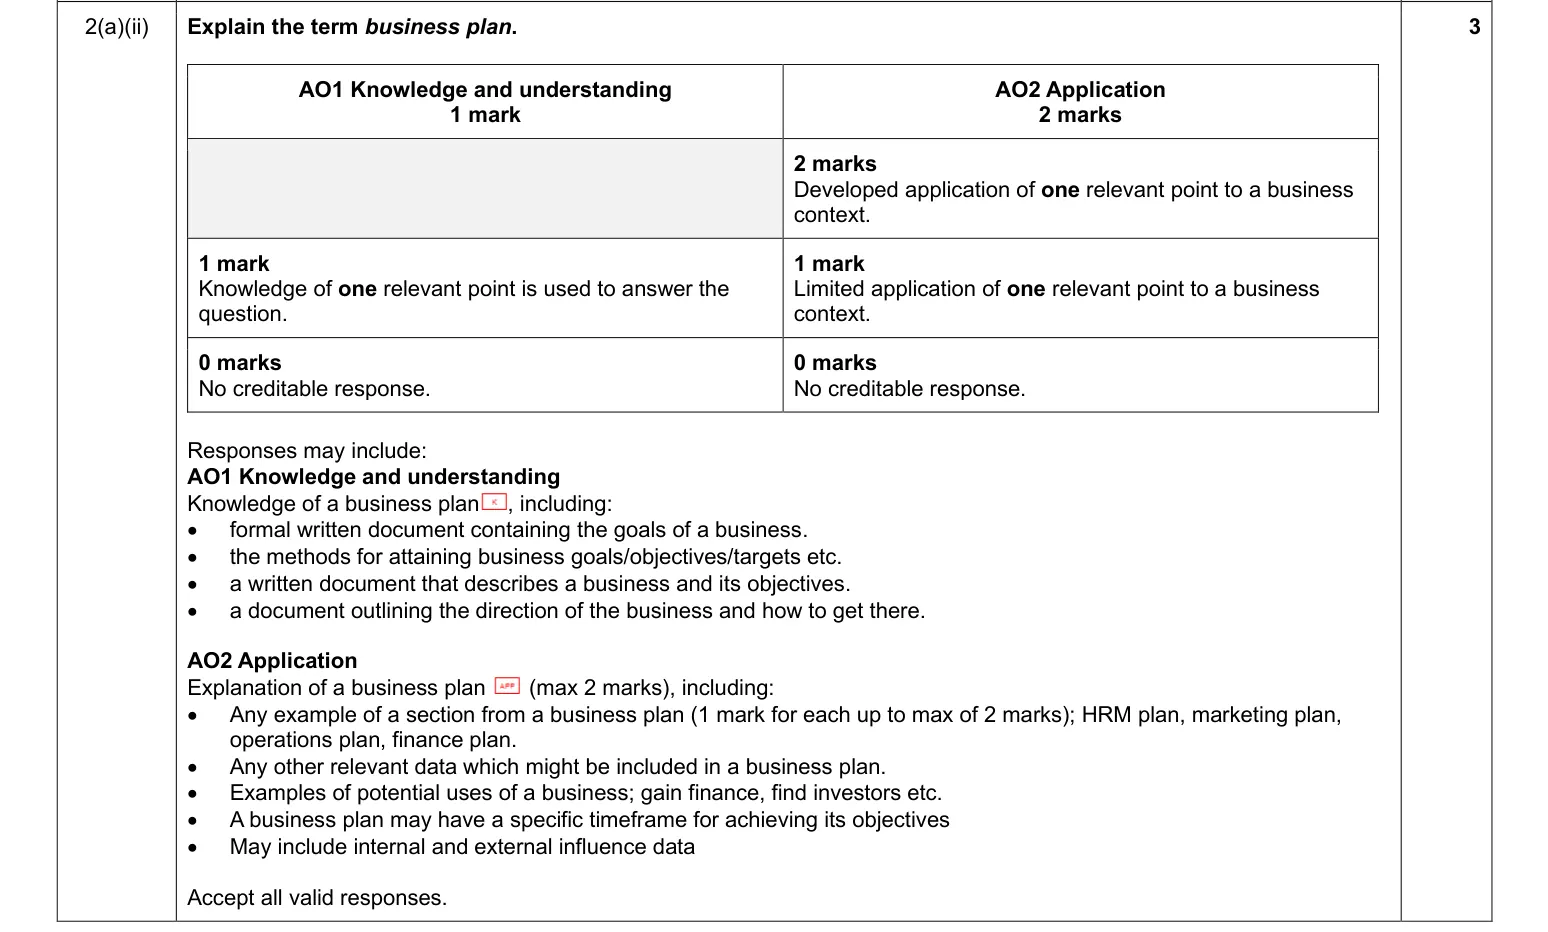 2(a)(ii)
Explain the term business plan.
3
AO1 Knowledge and understanding
1 mark
AO2 Application
2 marks
2 marks
Developed application of one relevant point to a business
context.
1 mark
Knowledge of one relevant point is used to answer the
question.
1 mark
Limited application of one relevant point to a business
context.
0 marks
No creditable response.
0 marks
No creditable response.
Responses may include:
AO1 Knowledge and understanding
Knowledge of a business plan K, including:
• formal written document containing the goals of a business.
• the methods for attaining business goals/objectives/targets etc.
• a written document that describes a business and its objectives.
• a document outlining the direction of the business and how to get there.
AO2 Application
Explanation of a business plan APP (max 2 marks), including:
• Any example of a section from a business plan (1 mark for each up to max of 2 marks); HRM plan, marketing plan,
operations plan, finance plan.
• Any other relevant data which might be included in a business plan.
• Examples of potential uses of a business; gain finance, find investors etc.
• A business plan may have a specific timeframe for achieving its objectives
• May include internal and external influence data
Accept all valid responses.